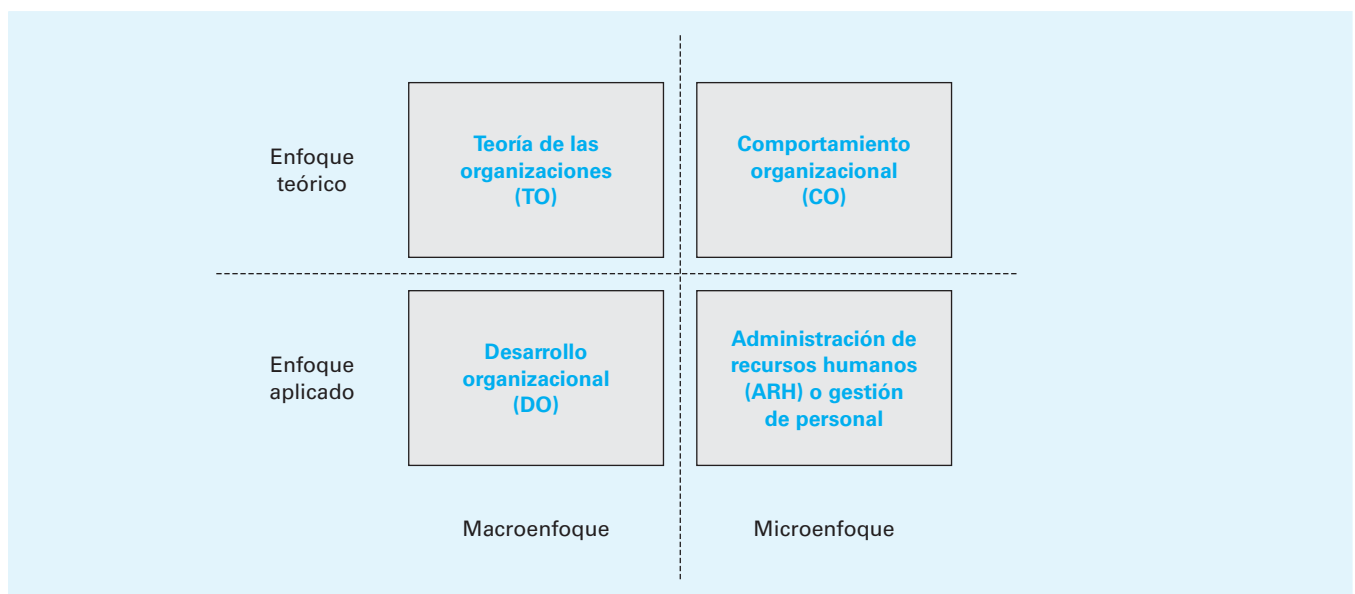 Enfoque
teórico
Teoría de las
organizaciones
(TO)
Comportamiento
organizacional
(CO)
Enfoque
aplicado
Desarrollo
organizacional
(DO)
Administración de
recursos humanos
(ARH) o gestión
de personal
Macroenfoque
Microenfoque